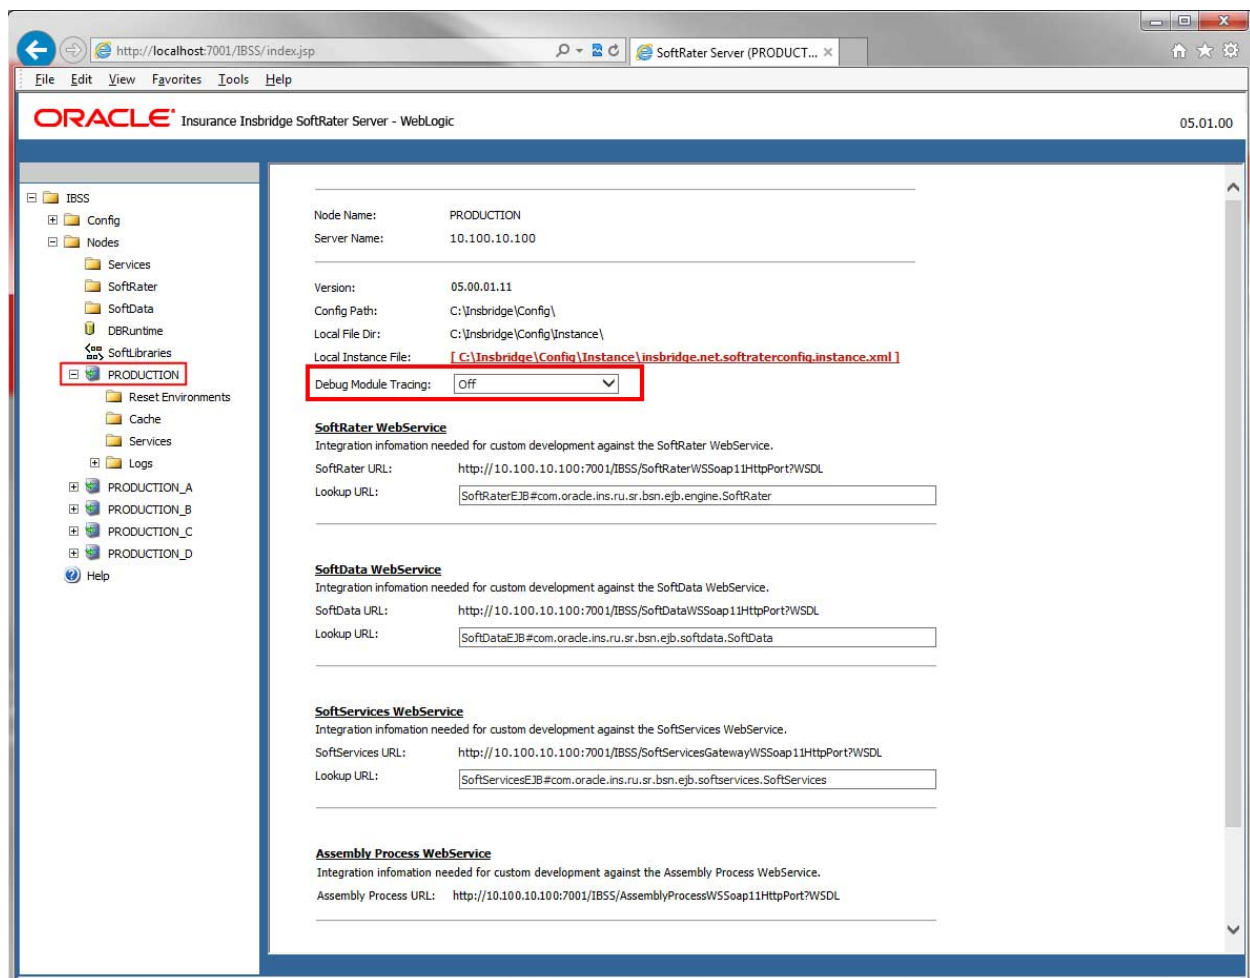 http://localhost:7001/IBSS/index.jsp
SoftRater Server (PRODUCT...
File Edit View Favorites Tools Help
ORACLE Insurance Insbridge SoftRater Server - WebLogic
05.01.00
IBSS
Config
Nodes
Services
SoftRater
SoftData
DBRuntime
SoftLibraries
PRODUCTION
Reset Environments
Cache
Services
Logs
PRODUCTION_A
PRODUCTION_B
PRODUCTION_C
PRODUCTION_D
Help
Node Name: PRODUCTION
Server Name: 10.100.10.100
Version: 05.00.01.11
Config Path: C:\Insbridge\Config\
Local File Dir: C:\Insbridge\Config\Instance\
Local Instance File: [ C:\Insbridge\Config\Instance\insbridge.net.softraterconfig.instance.xml ]
Debug Module Tracing: Off
SoftRater WebService
Integration infomation needed for custom development against the SoftRater WebService.
SoftRater URL: http://10.100.10.100:7001/IBSS/SoftRaterWSSoap11HttpPort?WSDL
Lookup URL: SoftRaterEJB#com.oracle.ins.ru.sr.bsn.ejb.engine.SoftRater
SoftData WebService
Integration infomation needed for custom development against the SoftData WebService.
SoftData URL: http://10.100.10.100:7001/IBSS/SoftDataWSSoap11HttpPort?WSDL
Lookup URL: SoftDataEJB#com.oracle.ins.ru.sr.bsn.ejb.softdata.SoftData
SoftServices WebService
Integration infomation needed for custom development against the SoftServices WebService.
SoftServices URL: http://10.100.10.100:7001/IBSS/SoftServicesGatewayWSSoap11HttpPort?WSDL
Lookup URL: SoftServicesEJB#com.oracle.ins.ru.sr.bsn.ejb.softservices.SoftServices
Assembly Process WebService
Integration infomation needed for custom development against the Assembly Process WebService.
Assembly Process URL: http://10.100.10.100:7001/IBSS/AssemblyProcessWSSoap11HttpPort?WSDL